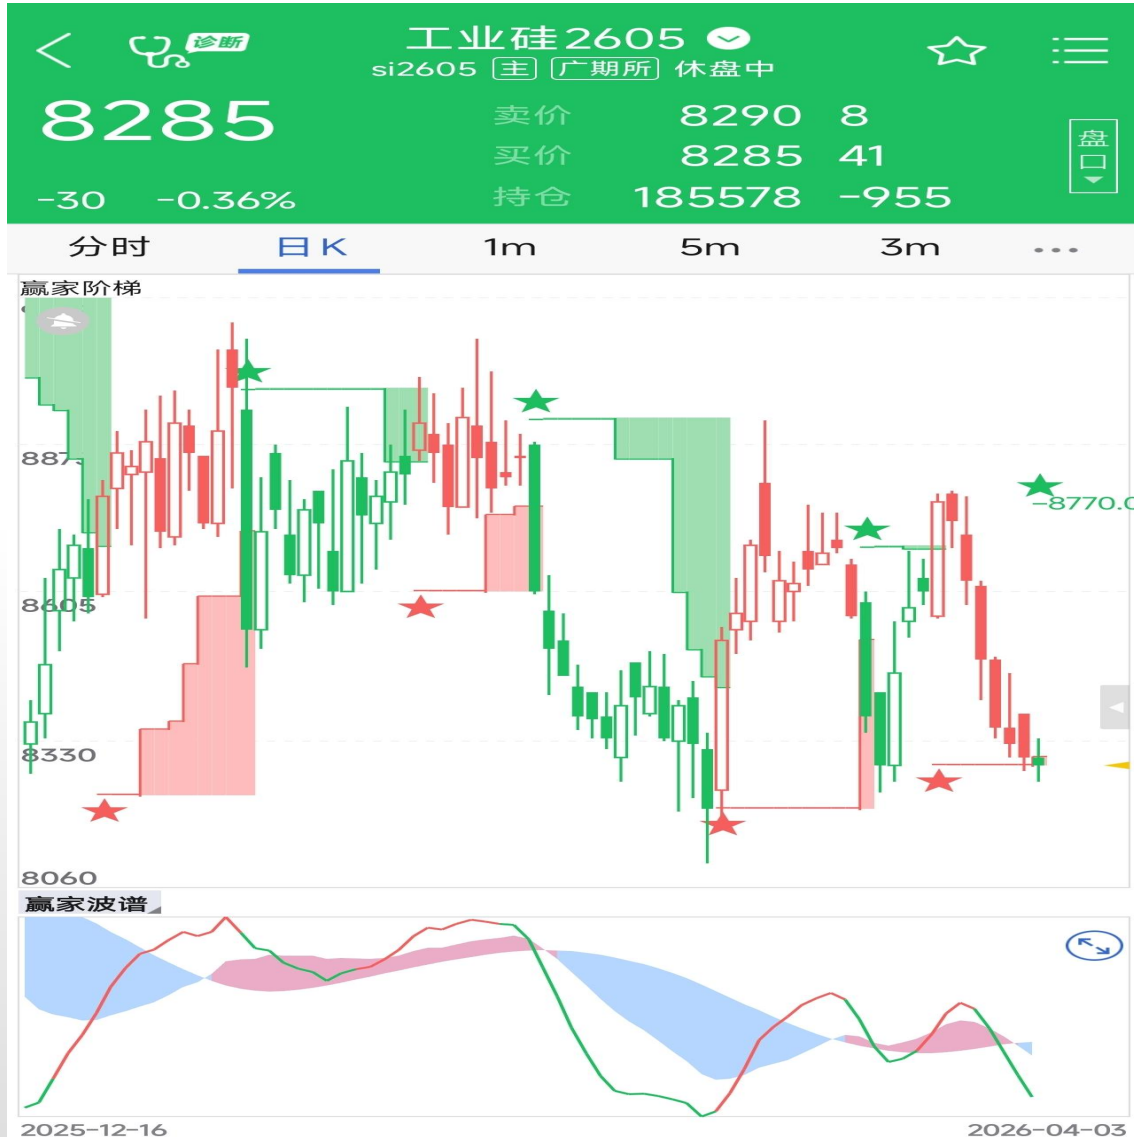 诊断
工业硅2605
si2605 主 广期所 休盘中
8285
卖价 8290 8
买价 8285 41
-30 -0.36%
持仓 185578 -955
盘口
分时 日K 1m 5m 3m
赢家阶梯
8875
-8770.0
8605
8330
8060
赢家波谱
2025-12-16 2026-04-03